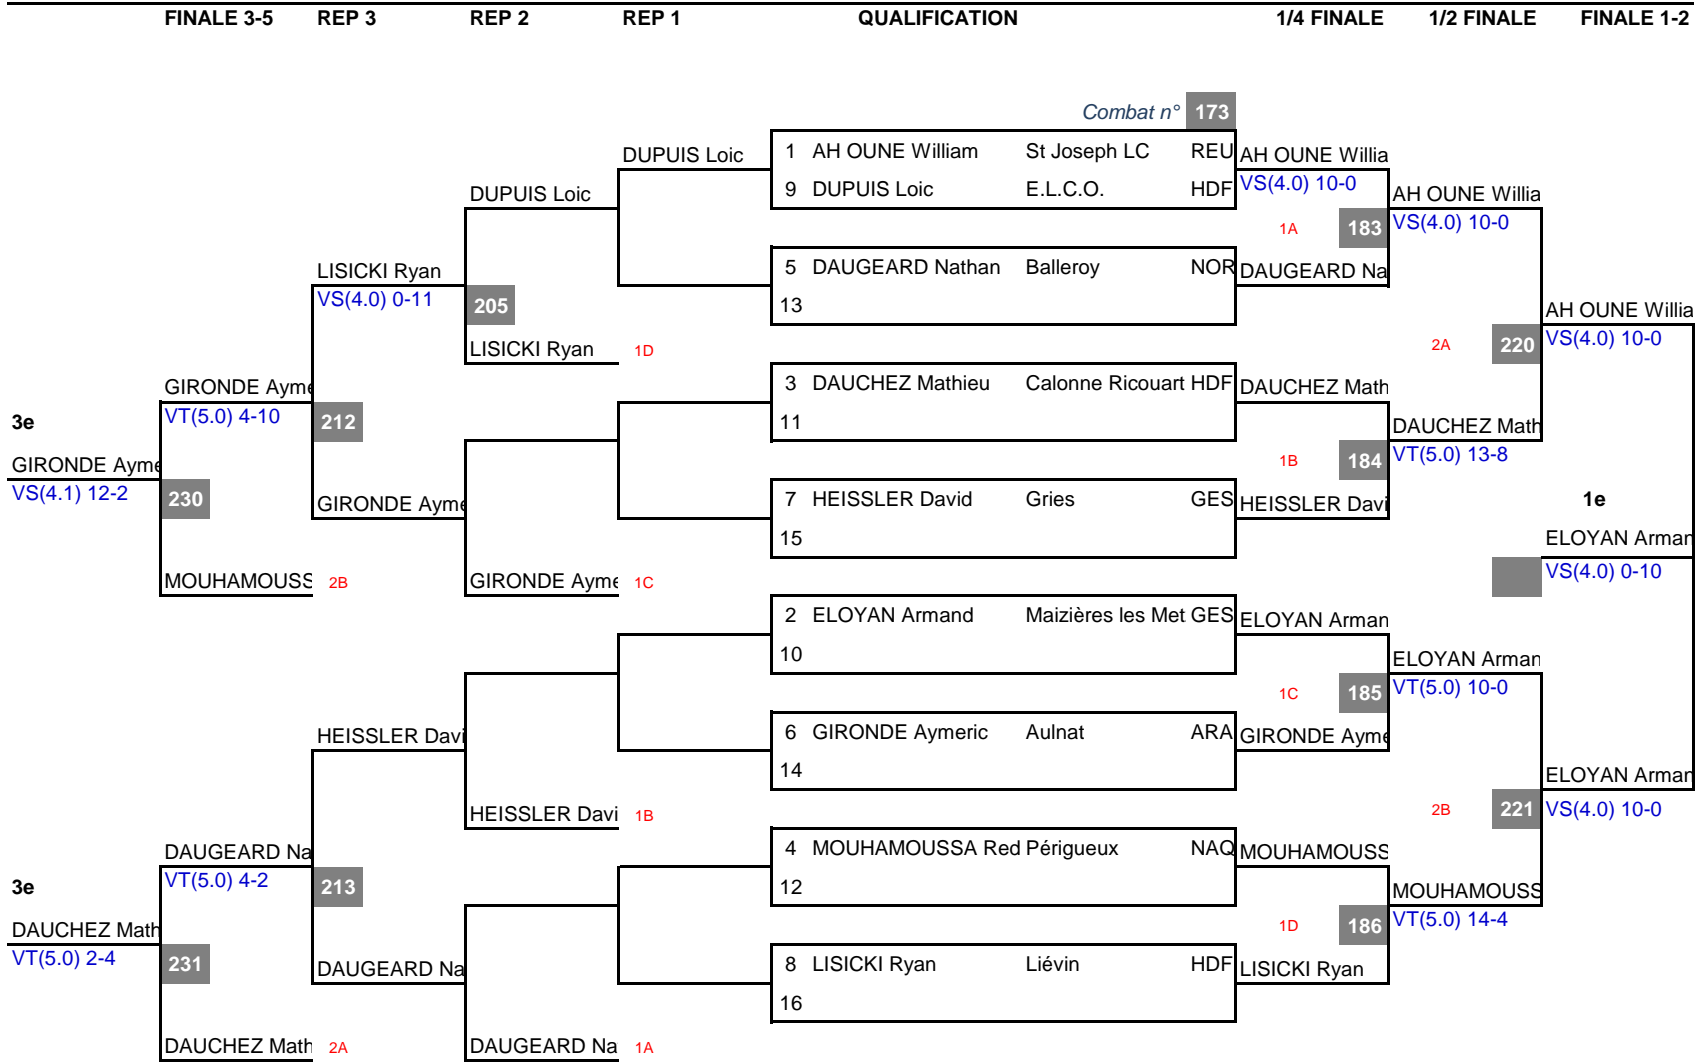 FINALE 3-5 REP 3 REP 2 REP 1 QUALIFICATION 1/4 FINALE 1/2 FINALE FINALE 1-2
Combat n° 173
DUPUIS Loic 1 AH OUNE William St Joseph LC REU AH OUNE Willia
DUPUIS Loic 9 DUPUIS Loic E.L.C.O. HDF VS(4.0) 10-0 AH OUNE Willia
1A 183 VS(4.0) 10-0
LISICKI Ryan 5 DAUGEARD Nathan Balleroy NOR DAUGEARD Na
VS(4.0) 0-11 205 13 AH OUNE Willia
LISICKI Ryan 1D 2A 220 VS(4.0) 10-0
GIRONDE Ayme 3 DAUCHEZ Mathieu Calonne Ricouart HDF DAUCHEZ Math
3e VT(5.0) 4-10 212 11 DAUCHEZ Math
GIRONDE Ayme 1B 184 VT(5.0) 13-8
VS(4.1) 12-2 230 GIRONDE Ayme 7 HEISSLER David Gries GES HEISSLER Davi 1e
15 ELOYAN Arman
MOUHAMOUSS 2B GIRONDE Ayme 1C VS(4.0) 0-10
2 ELOYAN Armand Maizières les Met GES ELOYAN Arman
10 ELOYAN Arman
1C 185 VT(5.0) 10-0
HEISSLER Davi 6 GIRONDE Aymeric Aulnat ARA GIRONDE Ayme
14 ELOYAN Arman
HEISSLER Davi 1B 2B 221 VS(4.0) 10-0
DAUGEARD Na 4 MOUHAMOUSSA Red Périgueux NAQ MOUHAMOUSS
3e VT(5.0) 4-2 213 12 MOUHAMOUSS
DAUCHEZ Math 1D 186 VT(5.0) 14-4
VT(5.0) 2-4 231 DAUGEARD Na 8 LISICKI Ryan Liévin HDF LISICKI Ryan
16
DAUCHEZ Math 2A DAUGEARD Na 1A